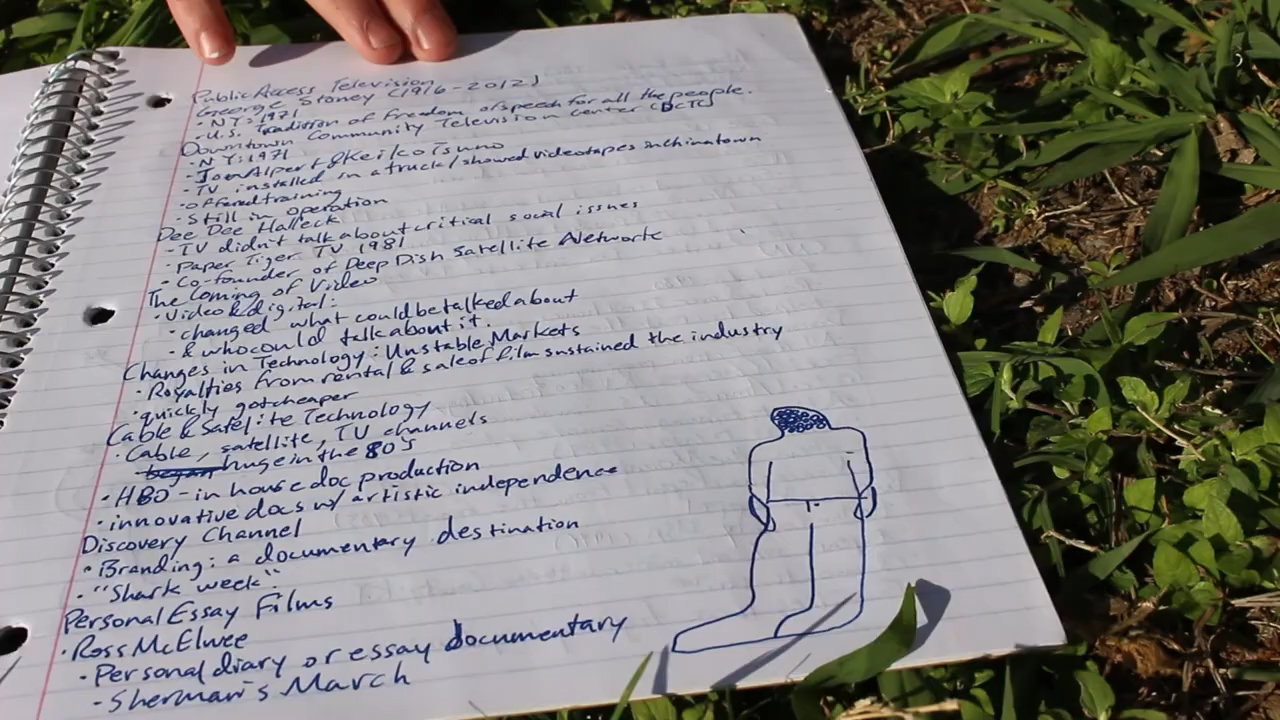 Public Access Television
George Stoney (1916-2012)
· NY: 1971
· U.S. Tradition of freedom of speech for all the people.
Downtown Community Television Center (DCTC)
· NY: 1971
· Jon Alpert & Keiko Tsuno
· TV installed in a truck/showed videotapes in chinatown
· offered training
· Still in operation
Dee Dee Halleck
- TV didn't talk about critical social issues
· Paper Tiger TV 1981
· Co-founder of Deep Dish Satellite Network
The Coming of Video
· Video & digital:
· changed what could be talked about
· & who could talk about it.
Changes in Technology: Unstable Markets
· Royalties from rental & sale of film sustained the industry
· quickly got cheaper
Cable & Satelite Technology
· Cable, satellite, TV channels
began huge in the 80s
· HBO - in house doc production
· innovative docs w/ artistic independence
Discovery Channel
· Branding: a documentary destination
· "Shark week"
Personal Essay Films
· Ross McElwee
· Personal diary or essay documentary
- Sherman's March